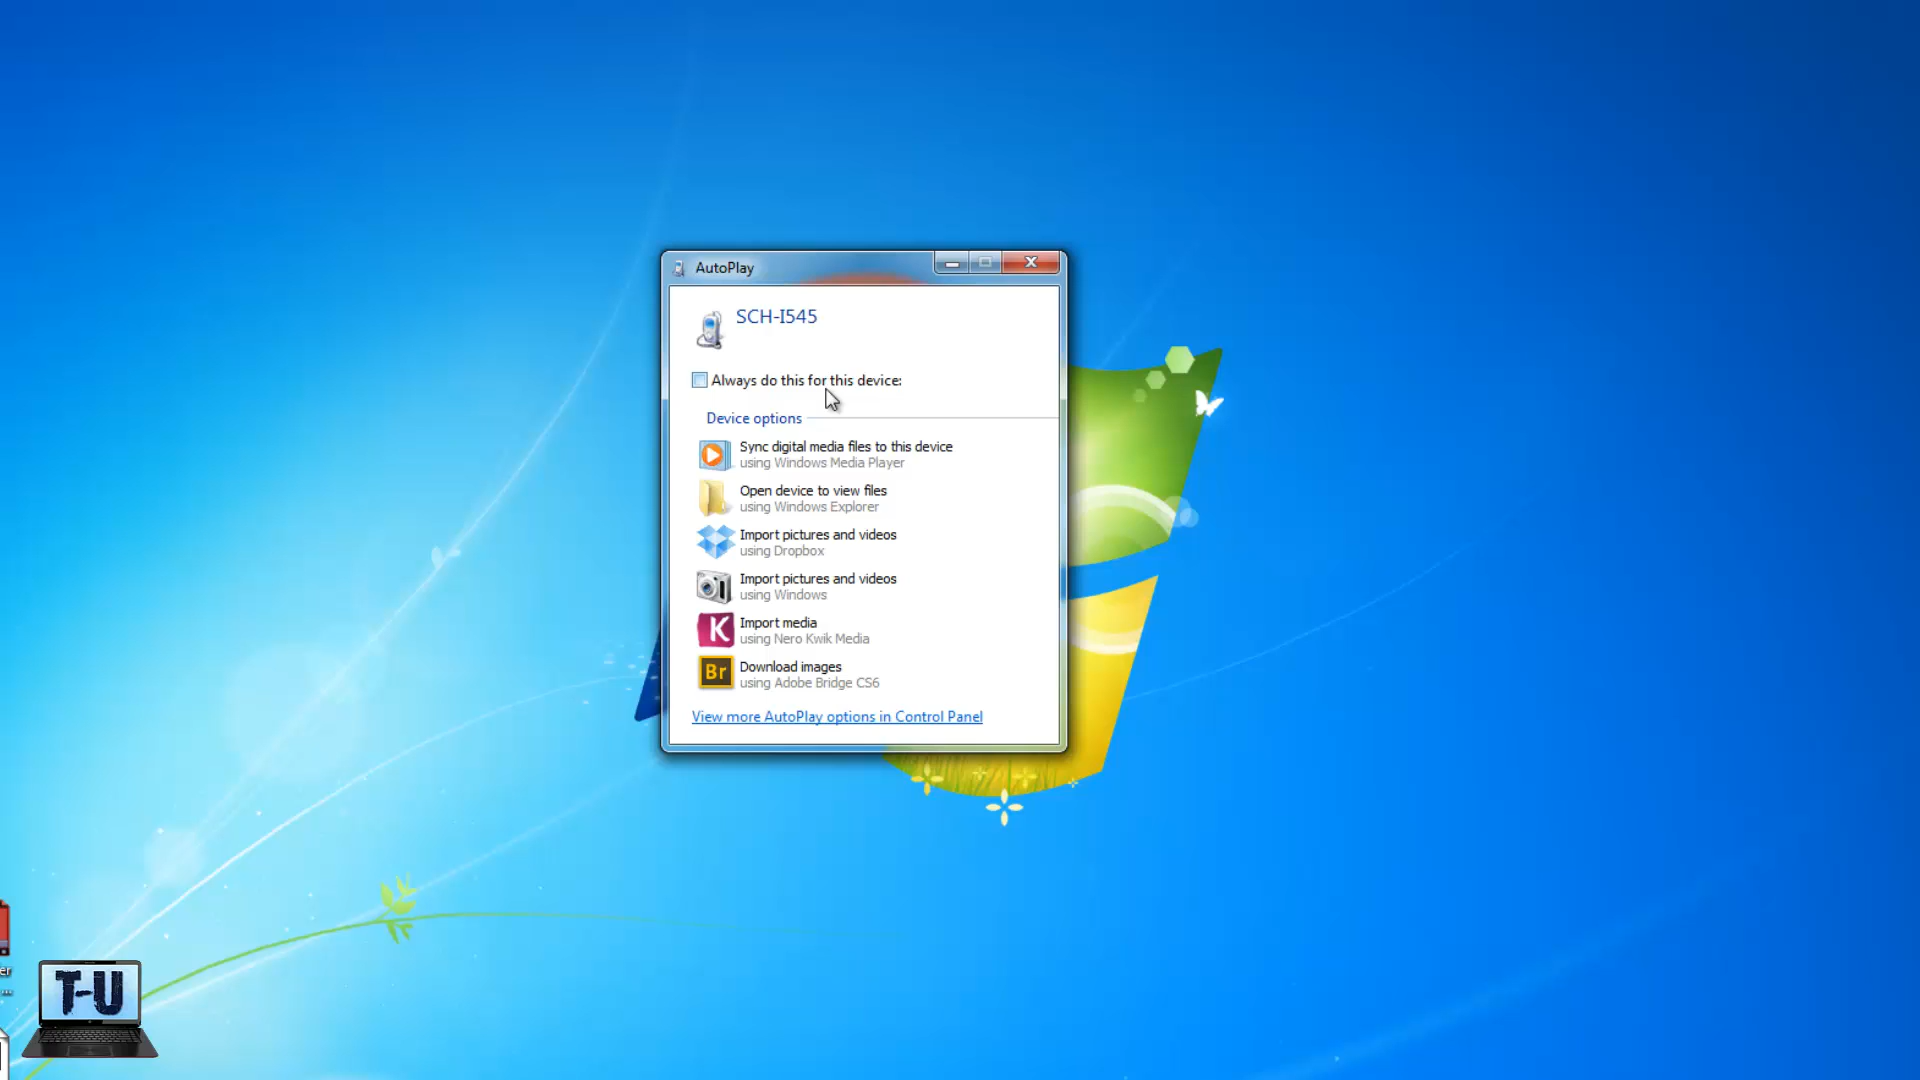 AutoPlay
SCH-I545
Always do this for this device:
Device options
Sync digital media files to this device
using Windows Media Player
Open device to view files
using Windows Explorer
Import pictures and videos
using Dropbox
Import pictures and videos
using Windows
K
Import media
using Nero Kwik Media
Br
Download images
using Adobe Bridge CS6
View more AutoPlay options in Control Panel
er
...
T-U